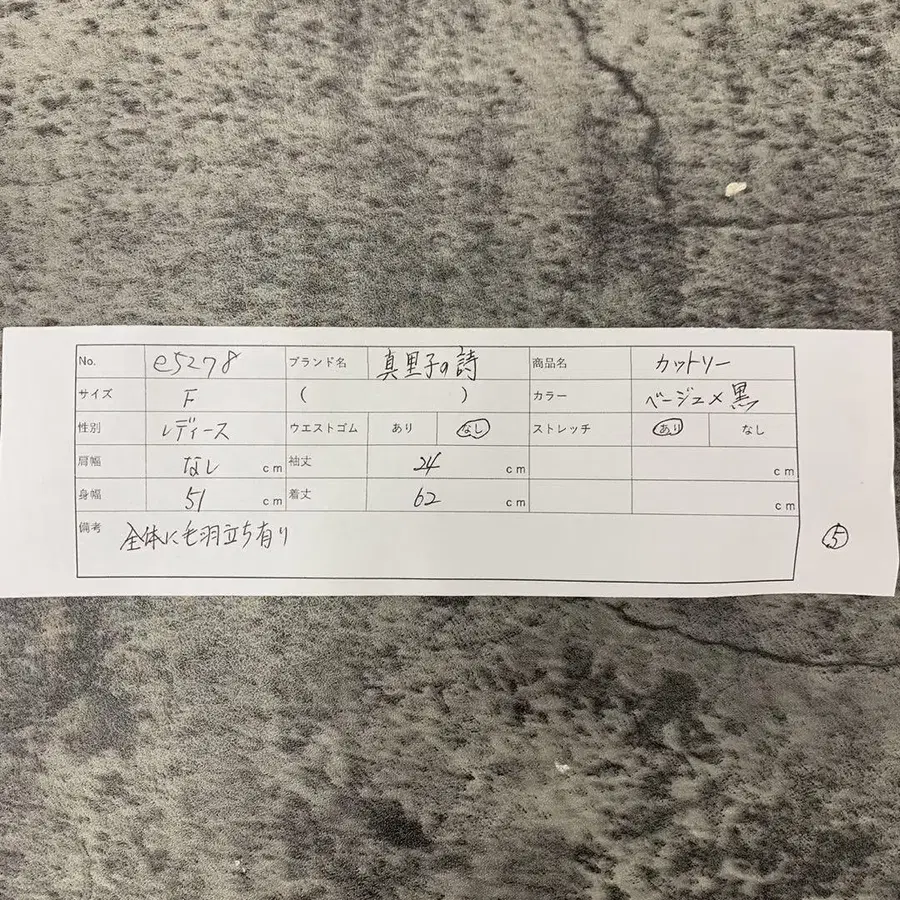 No. e5278 ブランド名 真里子の詩 商品名 カットソー
サイズ F ( ) カラー ベージュ×黒
性別 レディース ウエストゴム あり なし ストレッチ あり なし
肩幅 なし cm 袖丈 24 cm cm
身幅 51 cm 着丈 62 cm cm
備考 全体に毛羽立ち有り
⑤